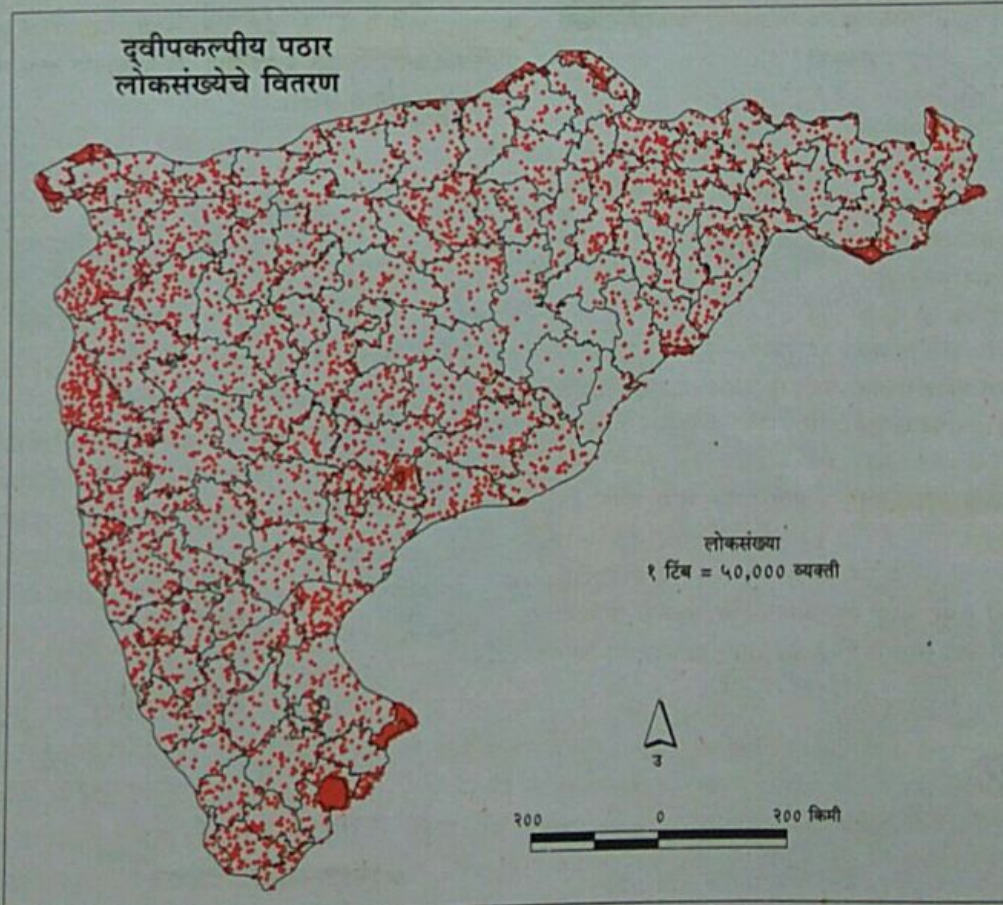 द्वीपकल्पीय पठार
लोकसंख्येचे वितरण
लोकसंख्या
१ टिंब = ५०,००० व्यक्ती
उ
२०० ० २०० किमी